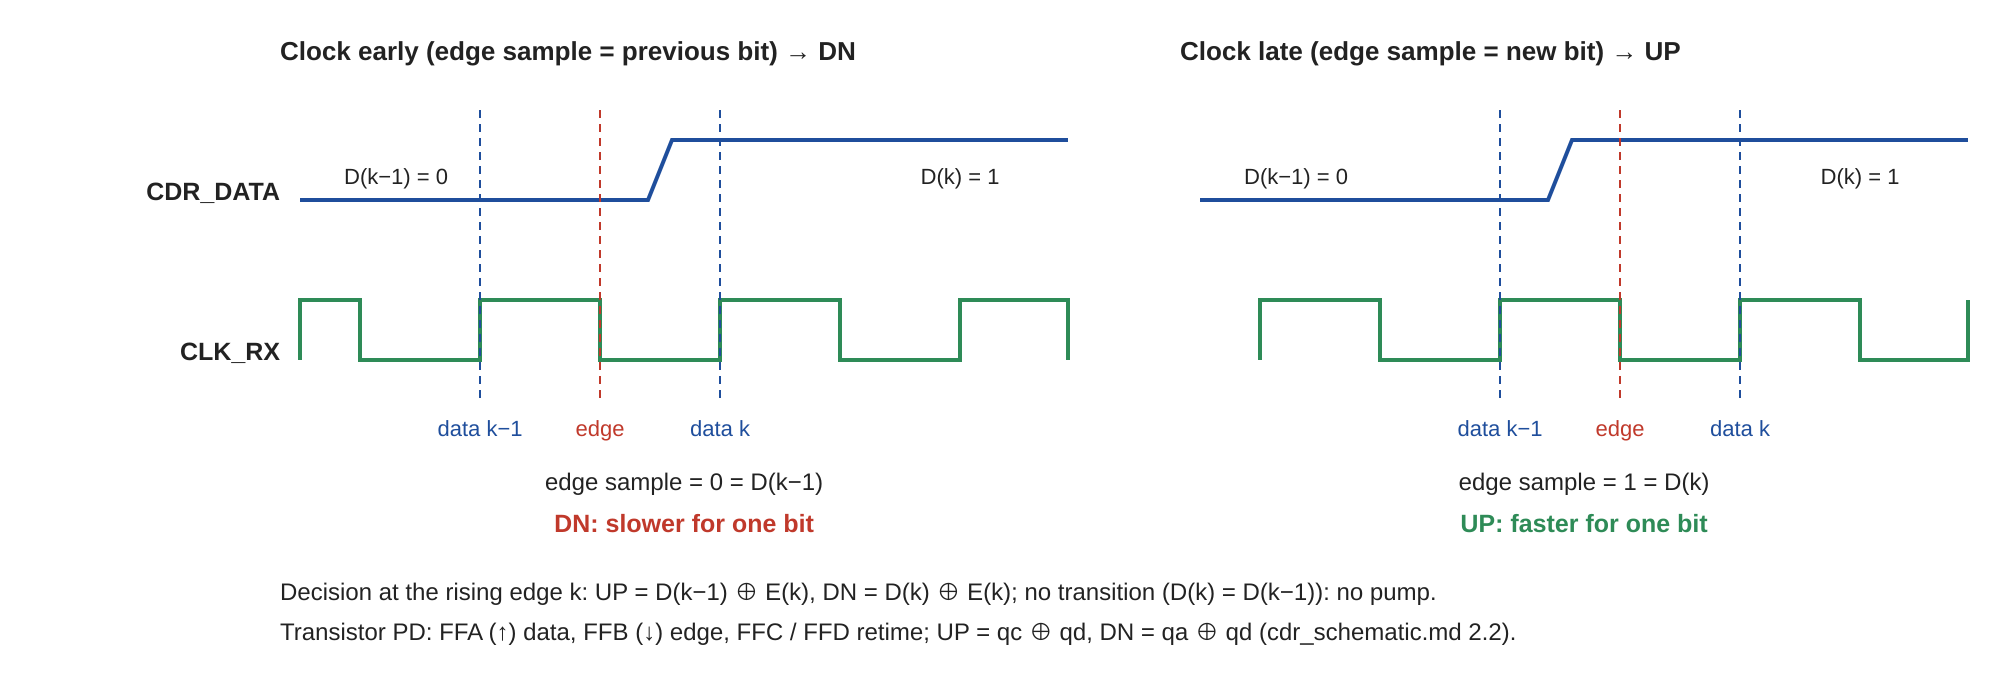 Clock early (edge sample = previous bit) → DN
Clock late (edge sample = new bit) → UP
D(k−1) = 0
D(k) = 1
D(k−1) = 0
D(k) = 1
CDR_DATA
CLK_RX
data k−1
edge
data k
data k−1
edge
data k
edge sample = 0 = D(k−1)
edge sample = 1 = D(k)
DN: slower for one bit
UP: faster for one bit
Decision at the rising edge k: UP = D(k−1) ⊕ E(k), DN = D(k) ⊕ E(k); no transition (D(k) = D(k−1)): no pump.
Transistor PD: FFA (↑) data, FFB (↓) edge, FFC / FFD retime; UP = qc ⊕ qd, DN = qa ⊕ qd (cdr_schematic.md 2.2).